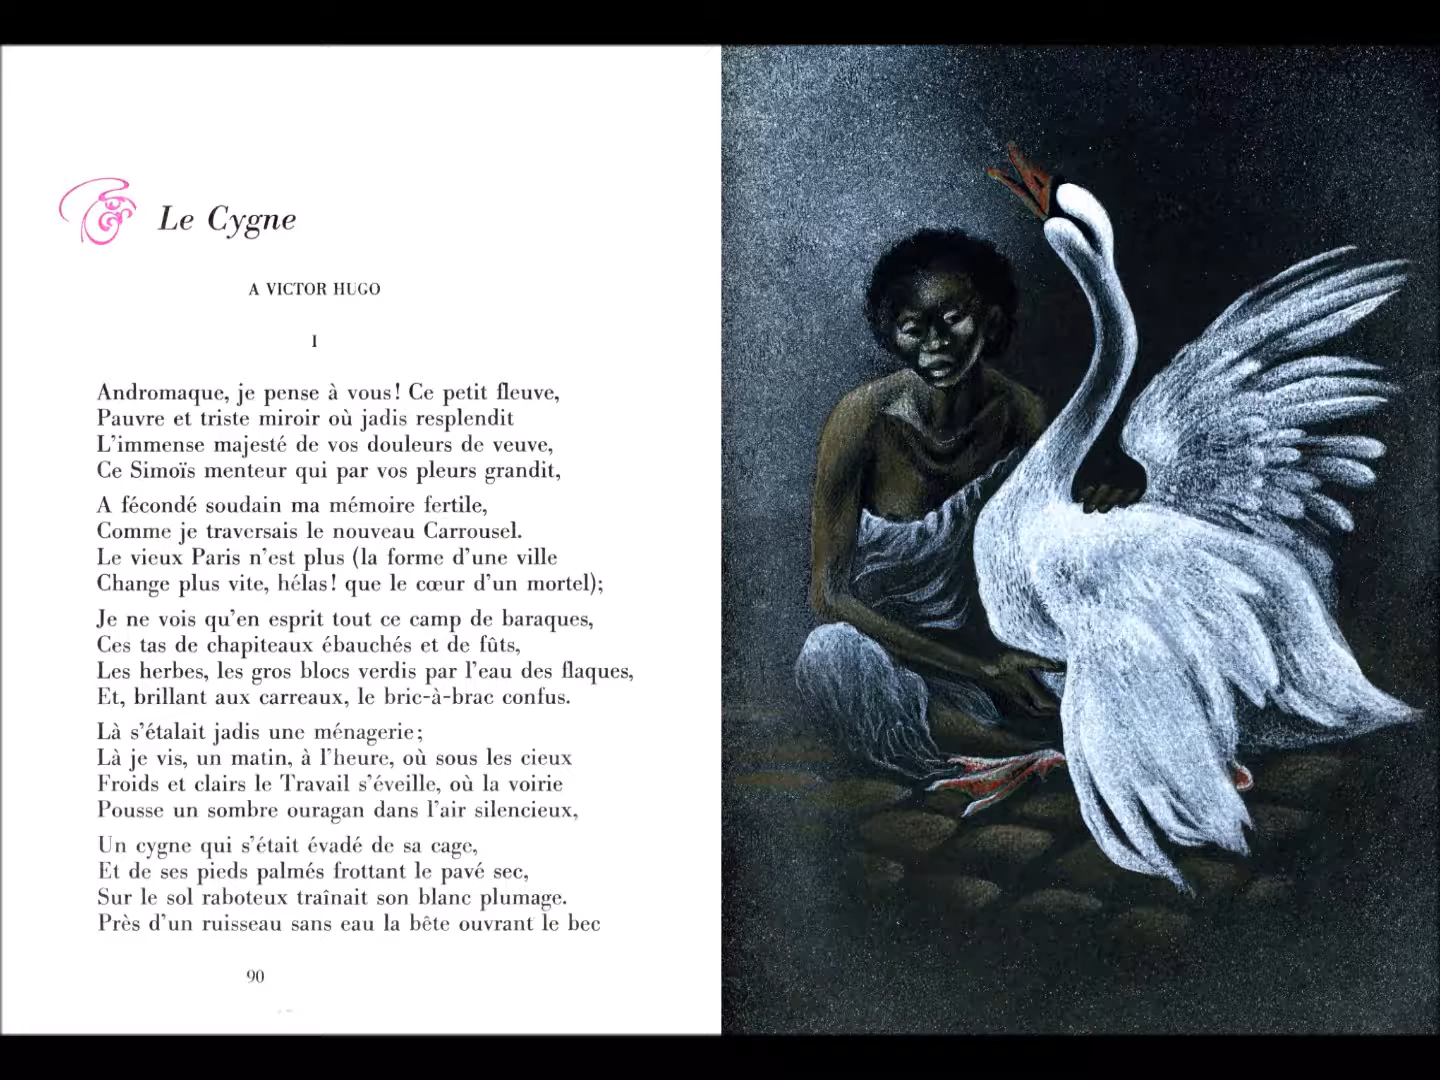 Le Cygne
A VICTOR HUGO
I
Andromaque, je pense à vous! Ce petit fleuve,
Pauvre et triste miroir où jadis resplendit
L'immense majesté de vos douleurs de veuve,
Ce Simoïs menteur qui par vos pleurs grandit,
A fécondé soudain ma mémoire fertile,
Comme je traversais le nouveau Carrousel.
Le vieux Paris n'est plus (la forme d'une ville
Change plus vite, hélas! que le cœur d'un mortel);
Je ne vois qu'en esprit tout ce camp de baraques,
Ces tas de chapiteaux ébauchés et de fûts,
Les herbes, les gros blocs verdis par l'eau des flaques,
Et, brillant aux carreaux, le bric-à-brac confus.
Là s'étalait jadis une ménagerie;
Là je vis, un matin, à l'heure, où sous les cieux
Froids et clairs le Travail s'éveille, où la voirie
Pousse un sombre ouragan dans l'air silencieux,
Un cygne qui s'était évadé de sa cage,
Et de ses pieds palmés frottant le pavé sec,
Sur le sol raboteux traînait son blanc plumage.
Près d'un ruisseau sans eau la bête ouvrant le bec
90